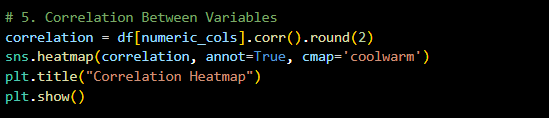 # 5. Correlation Between Variables
correlation = df[numeric_cols].corr().round(2)
sns.heatmap(correlation, annot=True, cmap='coolwarm')
plt.title("Correlation Heatmap")
plt.show()